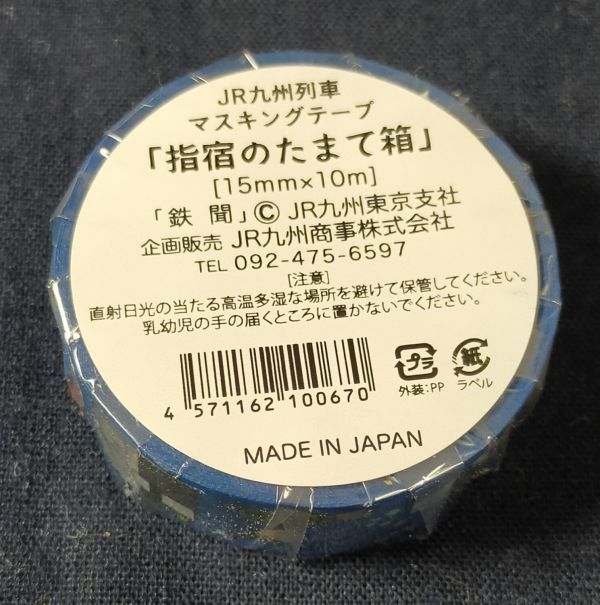 JR九州列車
マスキングテープ
「指宿のたまて箱」
[15mm×10m]
「鉄聞」© JR九州東京支社
企画販売 JR九州商事株式会社
TEL 092-475-6597
[注意]
直射日光の当たる高温多湿な場所を避けて保管してください。
乳幼児の手の届くところに置かないでください。
プラ
外装:PP
紙
ラベル
4 571162 100670
MADE IN JAPAN